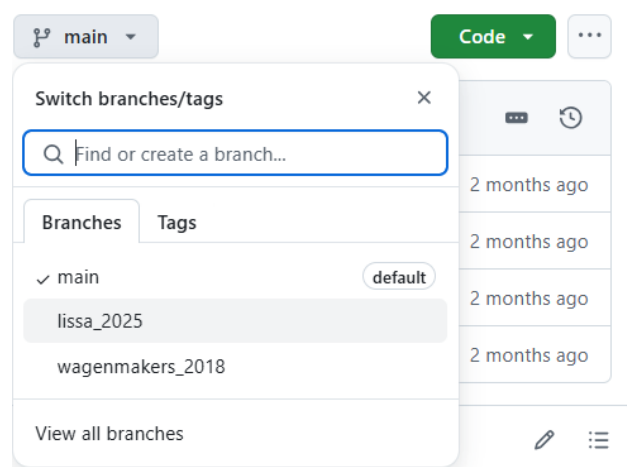 main
Code
Switch branches/tags
Find or create a branch...
2 months ago
Branches
Tags
2 months ago
main
default
2 months ago
lissa_2025
2 months ago
wagenmakers_2018
View all branches